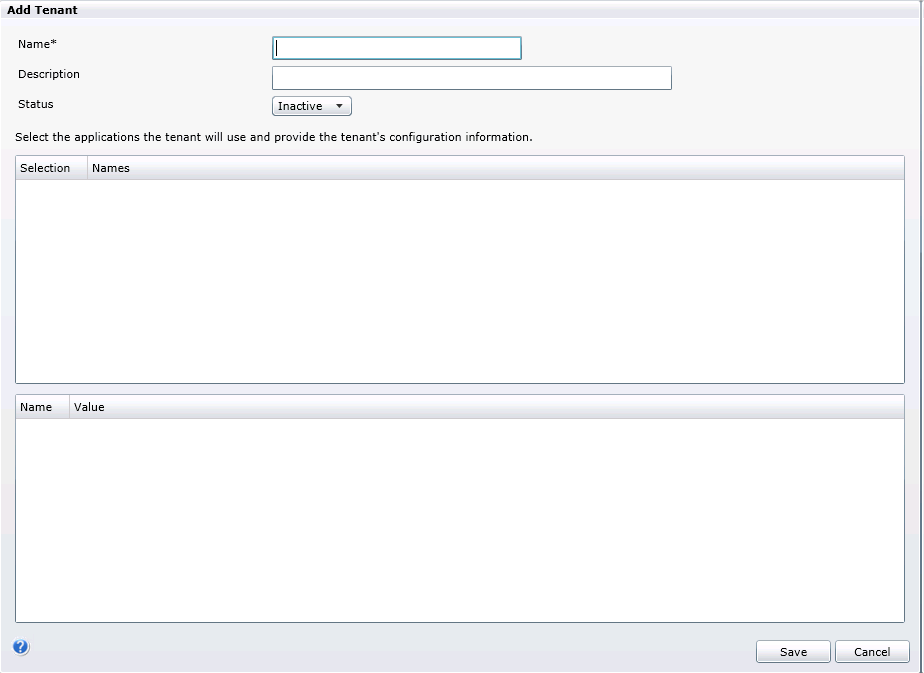 Add Tenant
Name*
Description
Status Inactive
Select the applications the tenant will use and provide the tenant's configuration information.
Selection Names
Name Value
? Save Cancel